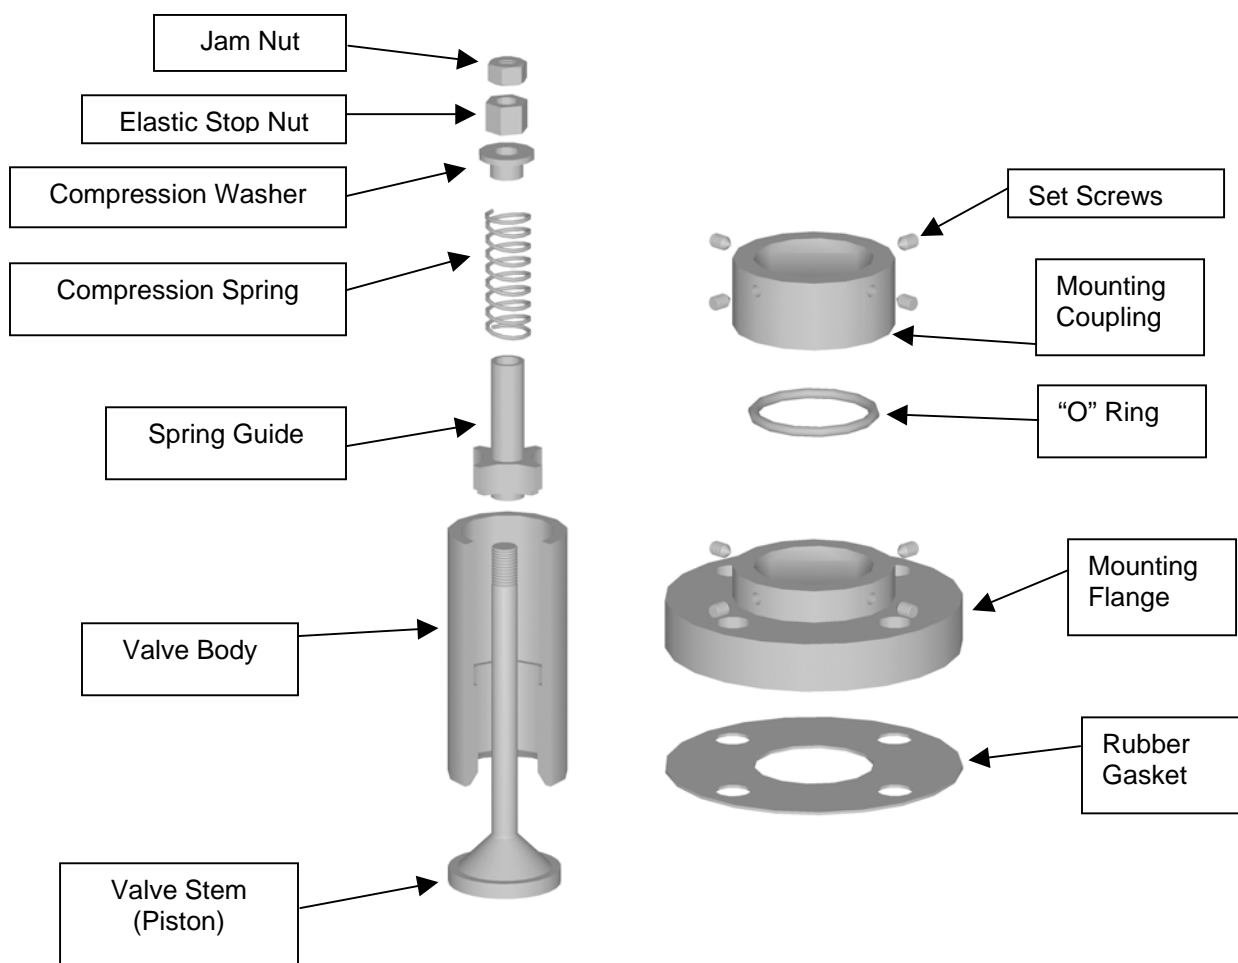 Jam Nut
Elastic Stop Nut
Compression Washer
Compression Spring
Spring Guide
Valve Body
Valve Stem
(Piston)
Set Screws
Mounting
Coupling
“O” Ring
Mounting
Flange
Rubber
Gasket